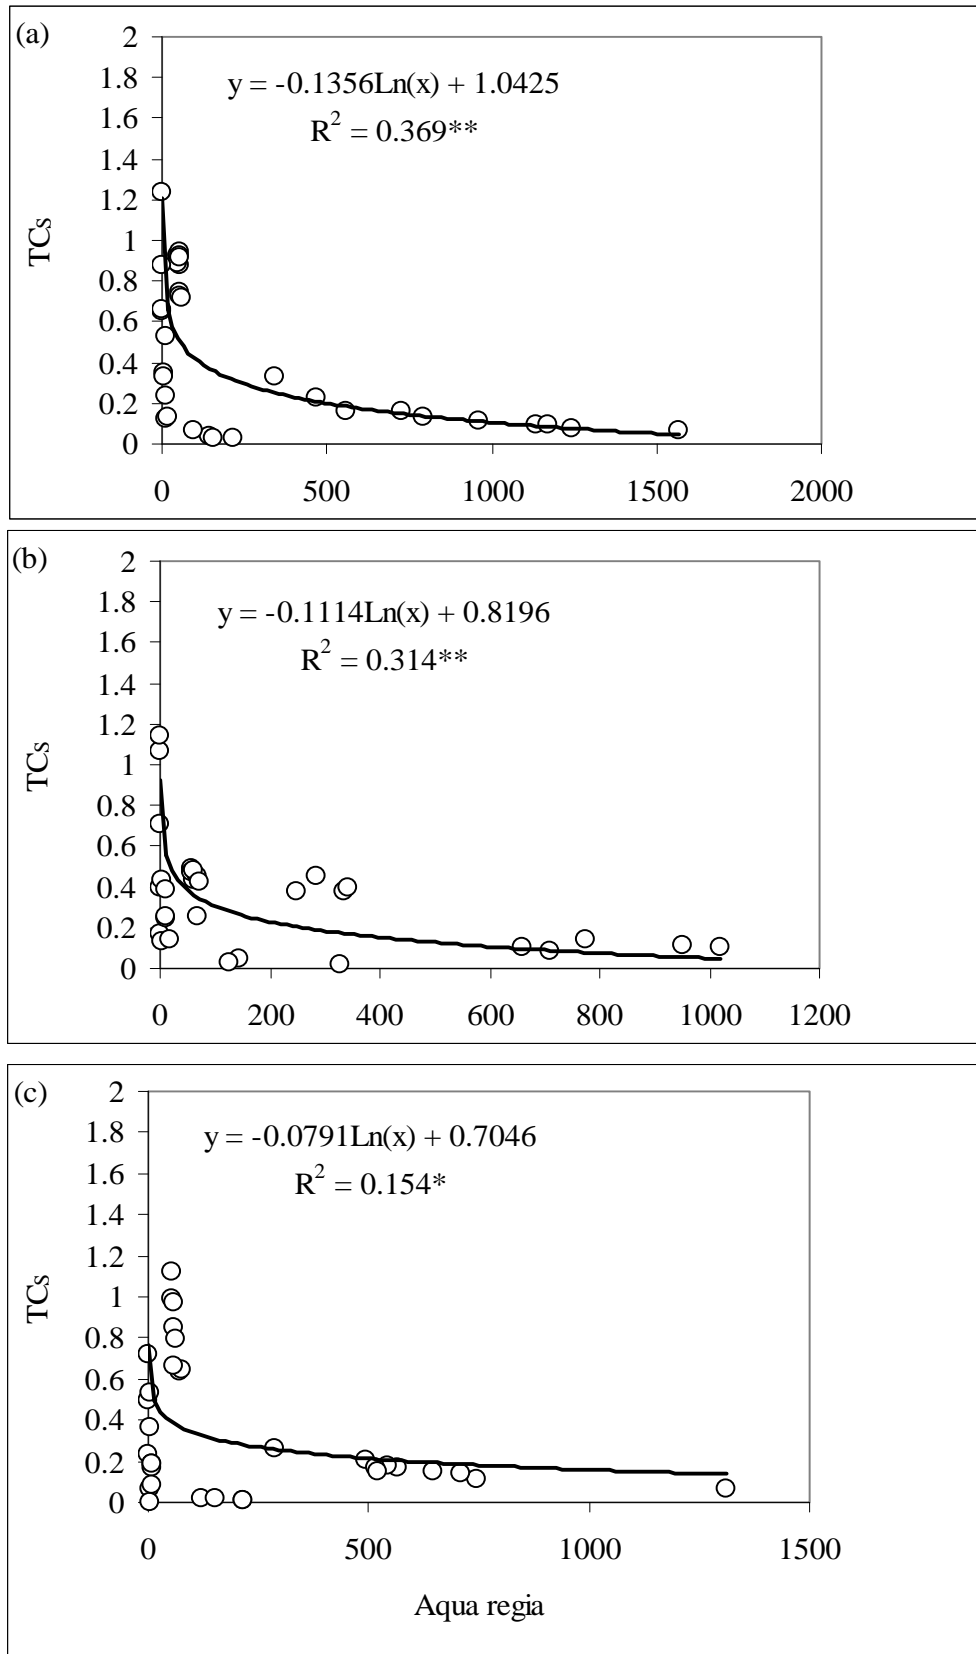 (a)
y = -0.1356Ln(x) + 1.0425
R² = 0.369**
TCs
2
1.8
1.6
1.4
1.2
1
0.8
0.6
0.4
0.2
0
0 500 1000 1500 2000
(b)
y = -0.1114Ln(x) + 0.8196
R² = 0.314**
TCs
2
1.8
1.6
1.4
1.2
1
0.8
0.6
0.4
0.2
0
0 200 400 600 800 1000 1200
(c)
y = -0.0791Ln(x) + 0.7046
R² = 0.154*
TCs
2
1.8
1.6
1.4
1.2
1
0.8
0.6
0.4
0.2
0
0 500 1000 1500
Aqua regia